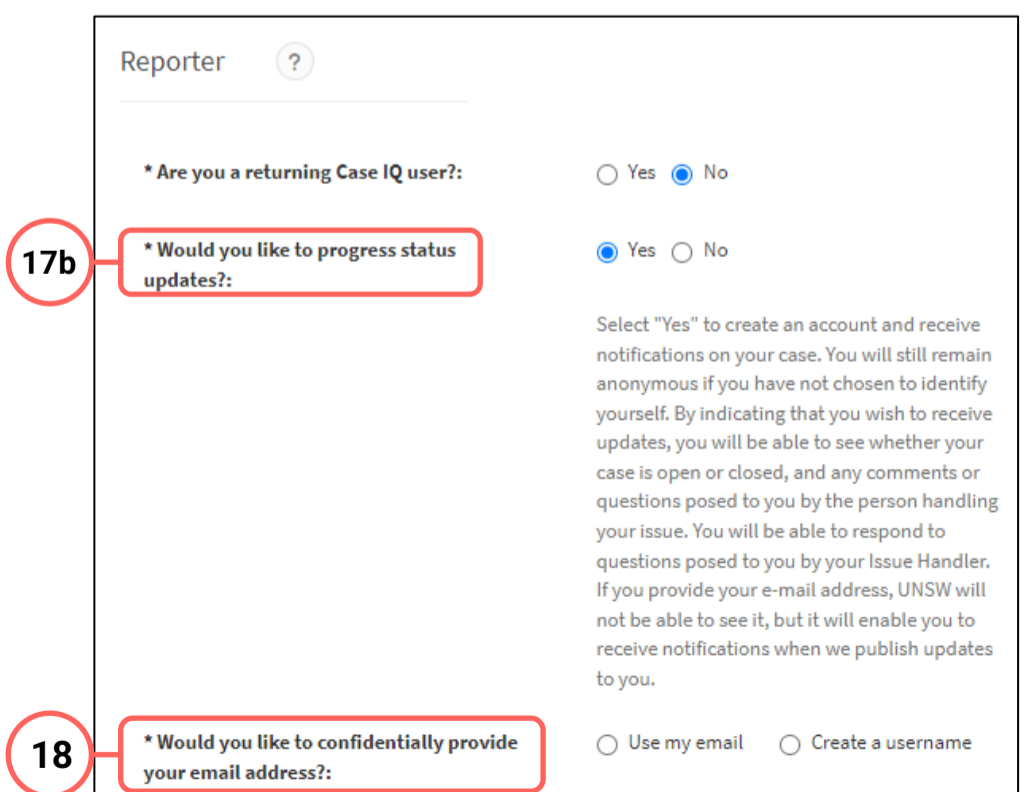 Reporter ?
* Are you a returning Case IQ user?: Yes No
17b
* Would you like to progress status
updates?:
Yes No
Select "Yes" to create an account and receive
notifications on your case. You will still remain
anonymous if you have not chosen to identify
yourself. By indicating that you wish to receive
updates, you will be able to see whether your
case is open or closed, and any comments or
questions posed to you by the person handling
your issue. You will be able to respond to
questions posed to you by your Issue Handler.
If you provide your e-mail address, UNSW will
not be able to see it, but it will enable you to
receive notifications when we publish updates
to you.
18
* Would you like to confidentially provide
your email address?:
Use my email Create a username